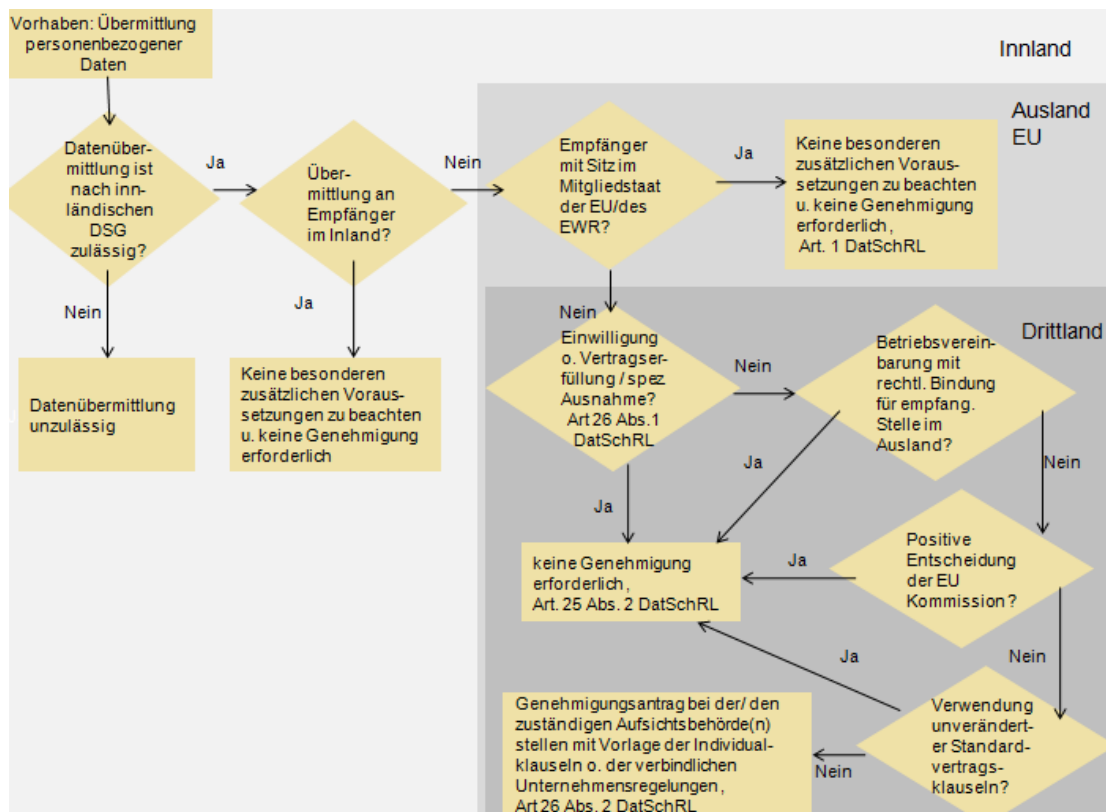 Vorhaben: Übermittlung
personenbezogener
Daten
Innland
Ausland
EU
Datenüber-
mittlung ist
nach inn-
ländischen
DSG
zulässig?
Ja
Über-
mittlung an
Empfänger
im Inland?
Nein
Empfänger
mit Sitz im
Mitgliedstaat
der EU/des
EWR?
Ja
Keine besonderen
zusätzlichen Voraus-
setzungen zu beachten
u. keine Genehmigung
erforderlich,
Art. 1 DatSchRL
Nein
Ja
Nein
Datenübermittlung
unzulässig
Keine besonderen
zusätzlichen Voraus-
setzungen zu beachten
u. keine Genehmigung
erforderlich
Drittland
Einwilligung
o. Vertragser-
füllung / spez.
Ausnahme?
Art 26 Abs.1
DatSchRL
Nein
Betriebsverein-
barung mit
rechtl. Bindung
für empfang.
Stelle im
Ausland?
Ja
Ja
Nein
keine Genehmigung
erforderlich,
Art. 25 Abs. 2 DatSchRL
Ja
Positive
Entscheidung
der EU
Kommission?
Ja
Nein
Genehmigungsantrag bei der/ den
zuständigen Aufsichtsbehörde(n)
stellen mit Vorlage der Individual-
klauseln o. der verbindlichen
Unternehmensregelungen,
Art 26 Abs. 2 DatSchRL
Nein
Verwendung
unverändert-
er Standard-
vertrags-
klauseln?